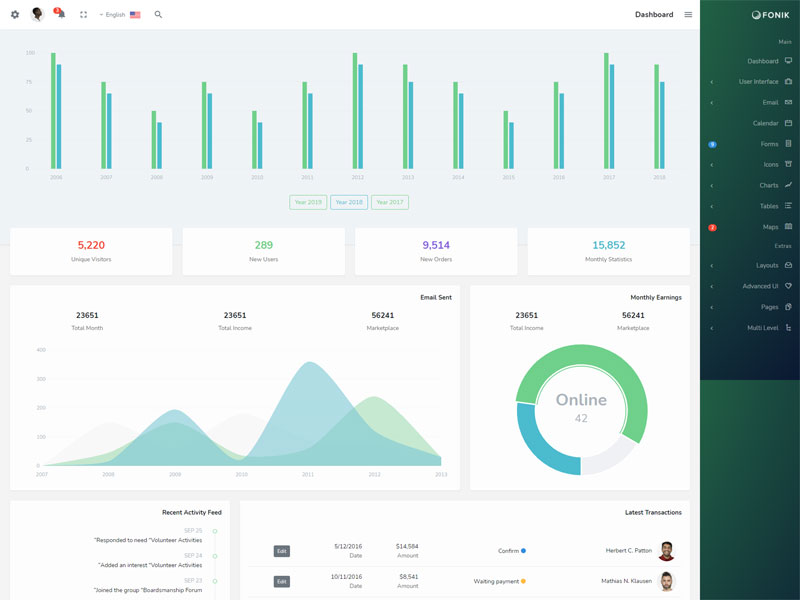 3
English
Dashboard
FONIK
Main
Dashboard
User Interface
Email
Calendar
9
Forms
Icons
Charts
Tables
2
Maps
Extras
Layouts
Advanced UI
Pages
Multi Level
100
75
50
25
0
2006 2007 2008 2009 2010 2011 2012 2013 2014 2015 2016 2017 2018
Year 2019 Year 2018 Year 2017
5,220
Unique Visitors
289
New Users
9,514
New Orders
15,852
Monthly Statistics
Email Sent
23651 23651 56241
Total Month Total Income Marketplace
400
300
200
100
0
2007 2008 2009 2010 2011 2012 2013
Monthly Earnings
23651 56241
Total Income Marketplace
Online
42
Recent Activity Feed
SEP 25
"Responded to need "Volunteer Activities
SEP 24
"Added an interest "Volunteer Activities
SEP 23
"Joined the group "Boardsmanship Forum
Latest Transactions
Edit 5/12/2016 $14,584 Confirm Herbert C. Patton
Date Amount
Edit 10/11/2016 $8,541 Waiting payment Mathias N. Klausen
Date Amount